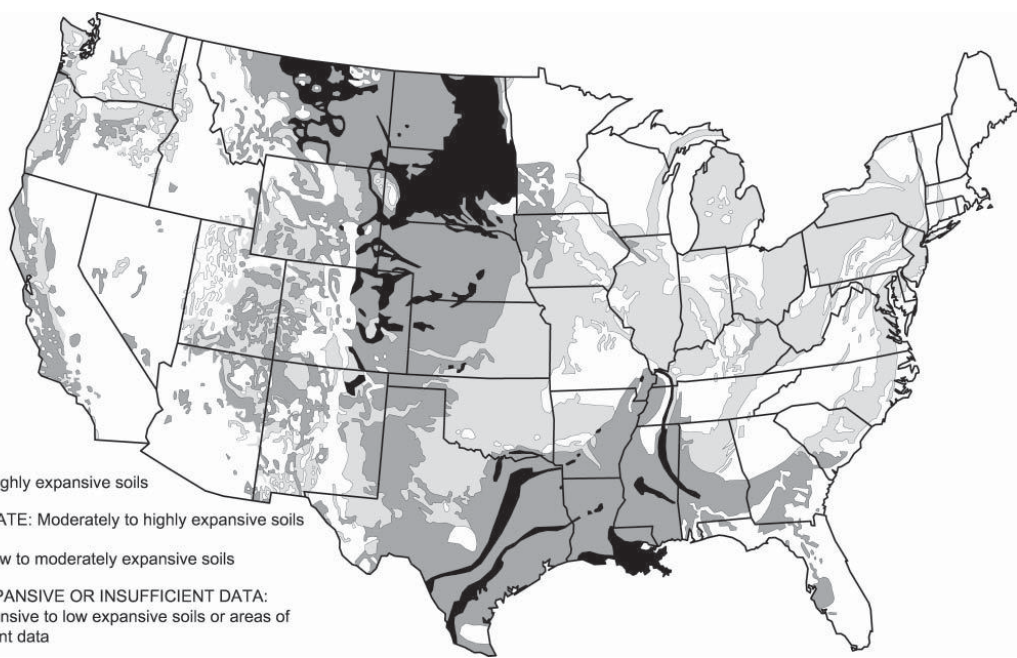 ghly expansive soils
ATE: Moderately to highly expansive soils
w to moderately expansive soils
PANSIVE OR INSUFFICIENT DATA:
nsive to low expansive soils or areas of
nt data